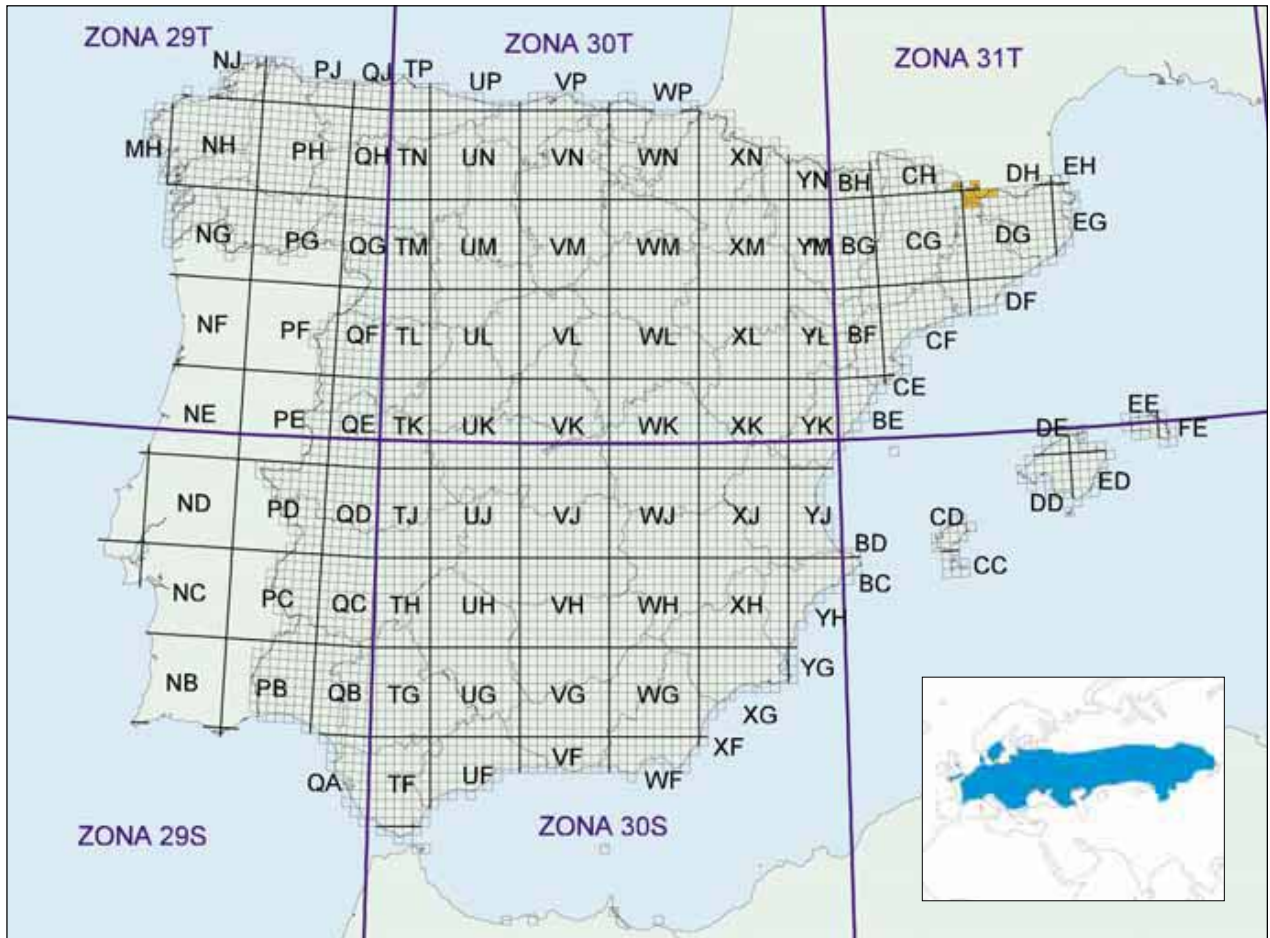 ZONA 29T
ZONA 30T
ZONA 31T
NJ
PJ
QJ
TP
UP
VP
WP
MH
NH
PH
QH
TN
UN
VN
WN
XN
YN
BH
CH
DH
EH
NG
PG
QG
TM
UM
VM
WM
XM
YM
BG
CG
DG
EG
NF
PF
QF
TL
UL
VL
WL
XL
YL
BF
CF
DF
NE
PE
QE
TK
UK
VK
WK
XK
YK
BE
CE
DE
EE
FE
ND
PD
QD
TJ
UJ
VJ
WJ
XJ
YJ
BD
CD
DD
ED
NC
PC
QC
TH
UH
VH
WH
XH
YH
BC
CC
NB
PB
QB
TG
UG
VG
WG
XG
YG
QA
TF
UF
VF
WF
XF
ZONA 29S
ZONA 30S